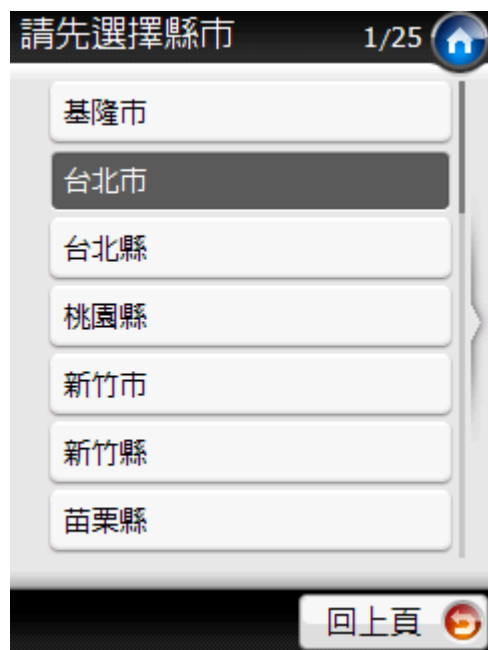 請先選擇縣市 1/25
基隆市
台北市
台北縣
桃園縣
新竹市
新竹縣
苗栗縣
回上頁